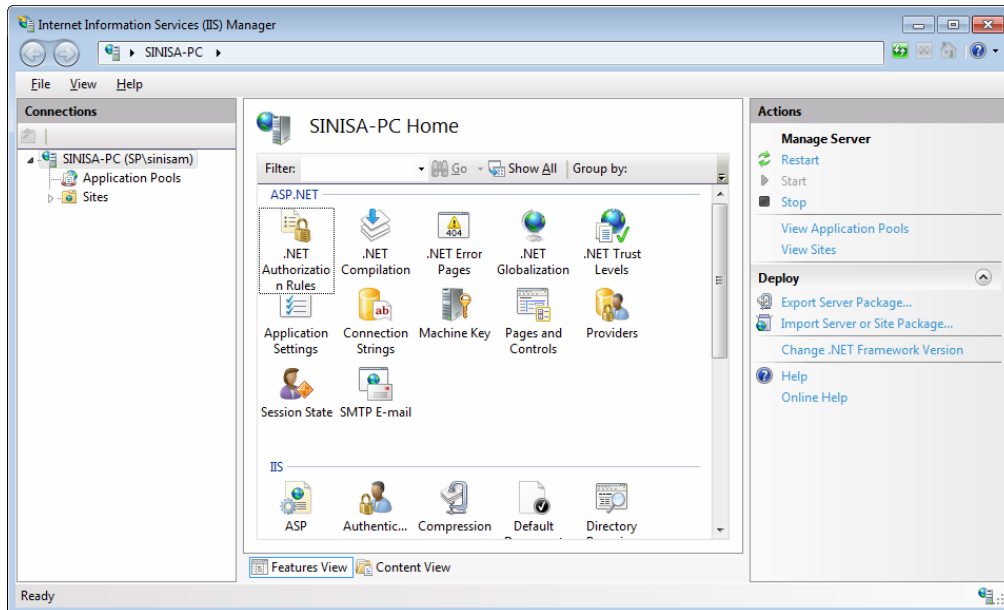 Internet Information Services (IIS) Manager
SINISA-PC
File View Help
Connections
SINISA-PC (SP\sinisam)
Application Pools
Sites
SINISA-PC Home
Filter: Go Show All Group by:
ASP.NET
.NET Authorizatio n Rules
.NET Compilation
.NET Error Pages
.NET Globalization
.NET Trust Levels
Application Settings
Connection Strings
Machine Key
Pages and Controls
Providers
Session State
SMTP E-mail
IIS
ASP
Authentic...
Compression
Default
Directory
Features View
Content View
Actions
Manage Server
Restart
Start
Stop
View Application Pools
View Sites
Deploy
Export Server Package...
Import Server or Site Package...
Change .NET Framework Version
Help
Online Help
Ready